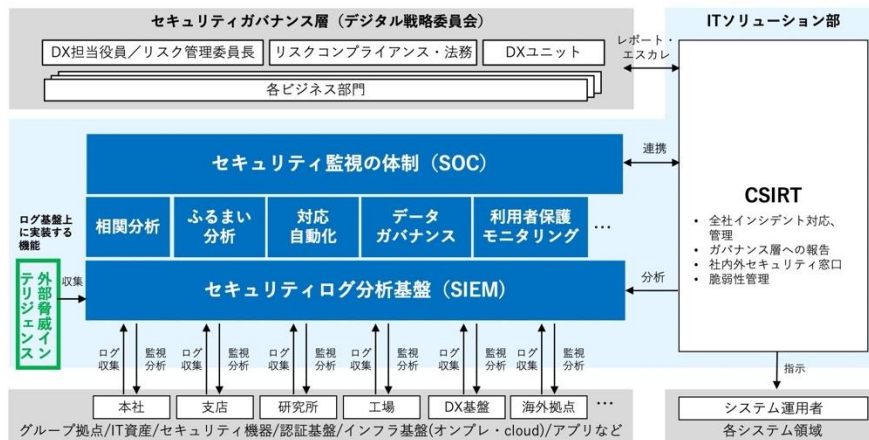 セキュリティガバナンス層（デジタル戦略委員会）
DX担当役員／リスク管理委員長
リスクコンプライアンス・法務
DXユニット
各ビジネス部門
レポート・
エスカレ
ITソリューション部
セキュリティ監視の体制（SOC）
連携
ログ基盤上
に実装する
機能
相関分析
ふるまい
分析
対応
自動化
データ
ガバナンス
利用者保護
モニタリング
…
CSIRT
• 全社インシデント対応、
管理
• ガバナンス層への報告
• 社内外セキュリティ窓口
• 脆弱性管理
外部脅威イン
テリジェンス
収集
セキュリティログ分析基盤（SIEM）
分析
ログ
収集
監視
分析
ログ
収集
監視
分析
ログ
収集
監視
分析
ログ
収集
監視
分析
ログ
収集
監視
分析
ログ
収集
監視
分析
指示
本社
支店
研究所
工場
DX基盤
海外拠点
…
グループ拠点/IT資産/セキュリティ機器/認証基盤/インフラ基盤(オンプレ・cloud)/アプリなど
システム運用者
各システム領域